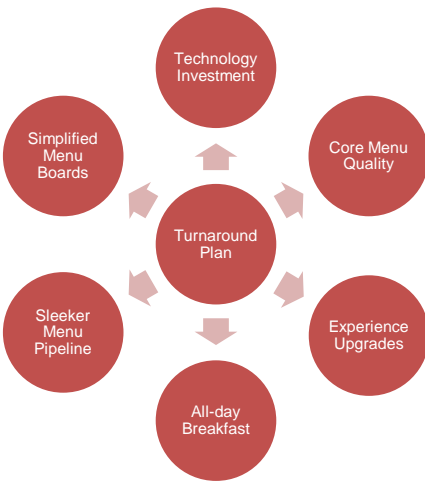 Technology
Investment
Simplified
Menu
Boards
Core Menu
Quality
Turnaround
Plan
Sleeker
Menu
Pipeline
Experience
Upgrades
All-day
Breakfast